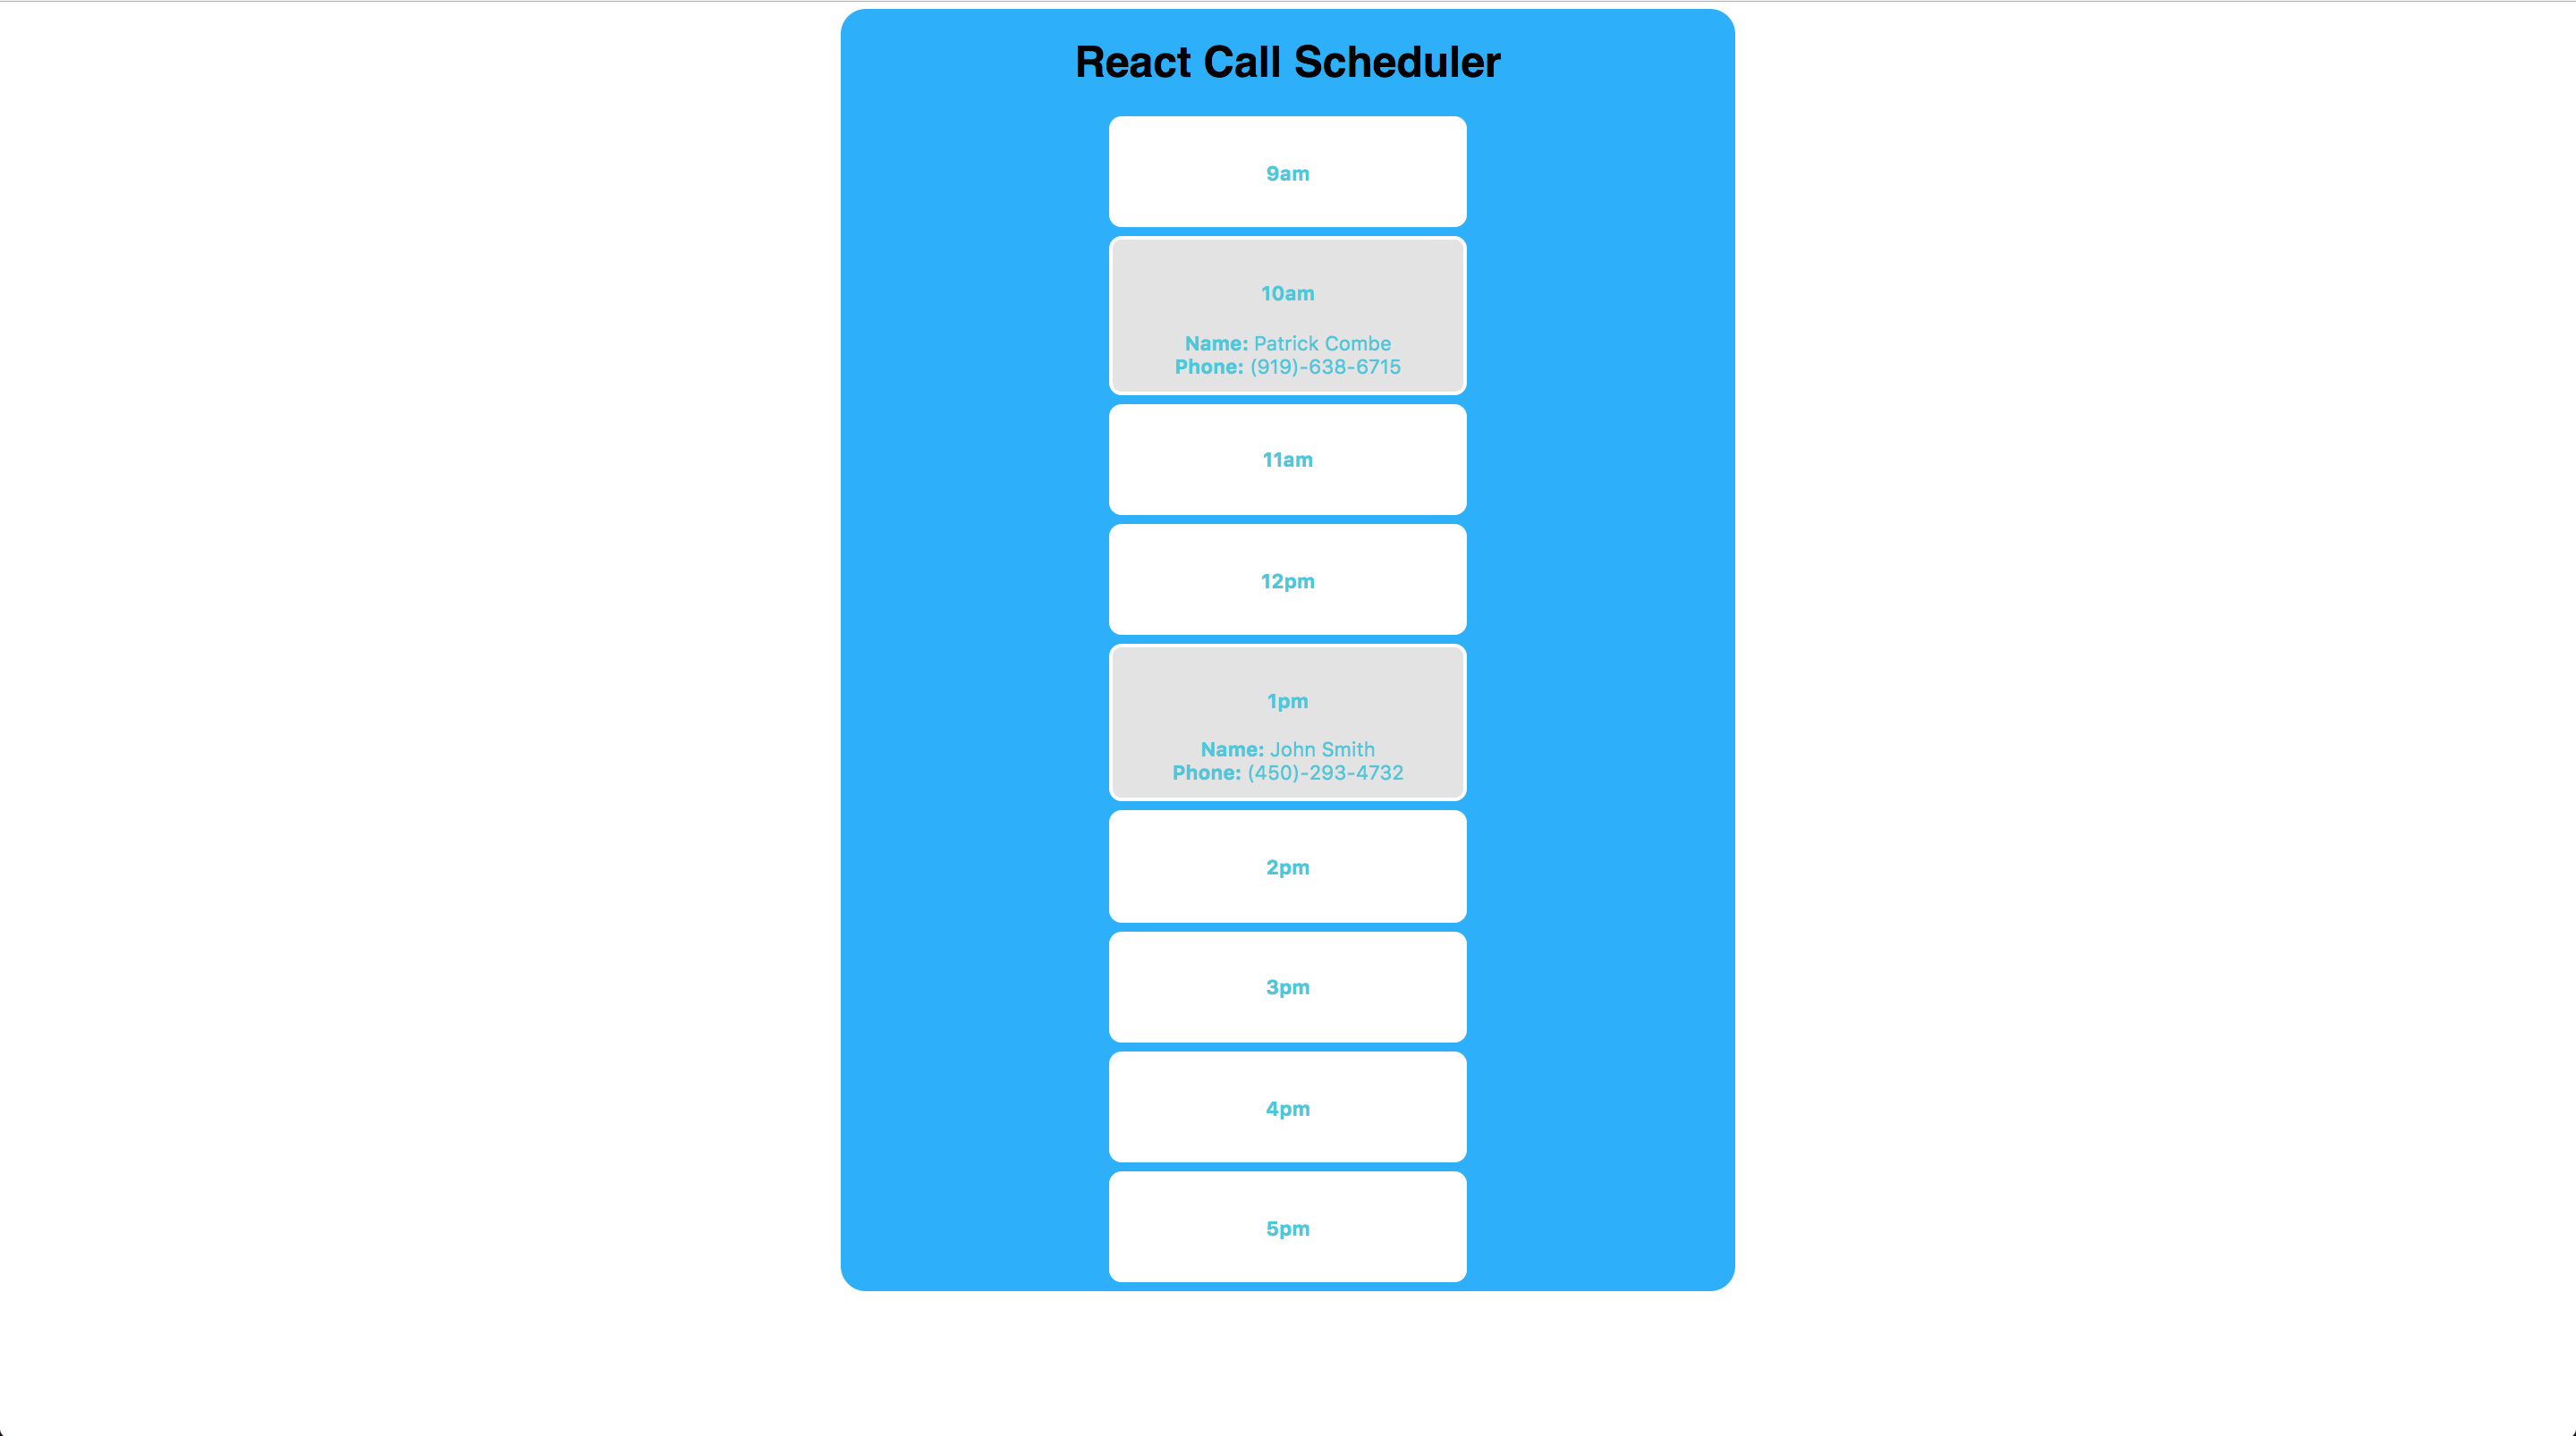 React Call Scheduler
9am
10am
Name: Patrick Combe
Phone: (919)-638-6715
11am
12pm
1pm
Name: John Smith
Phone: (450)-293-4732
2pm
3pm
4pm
5pm